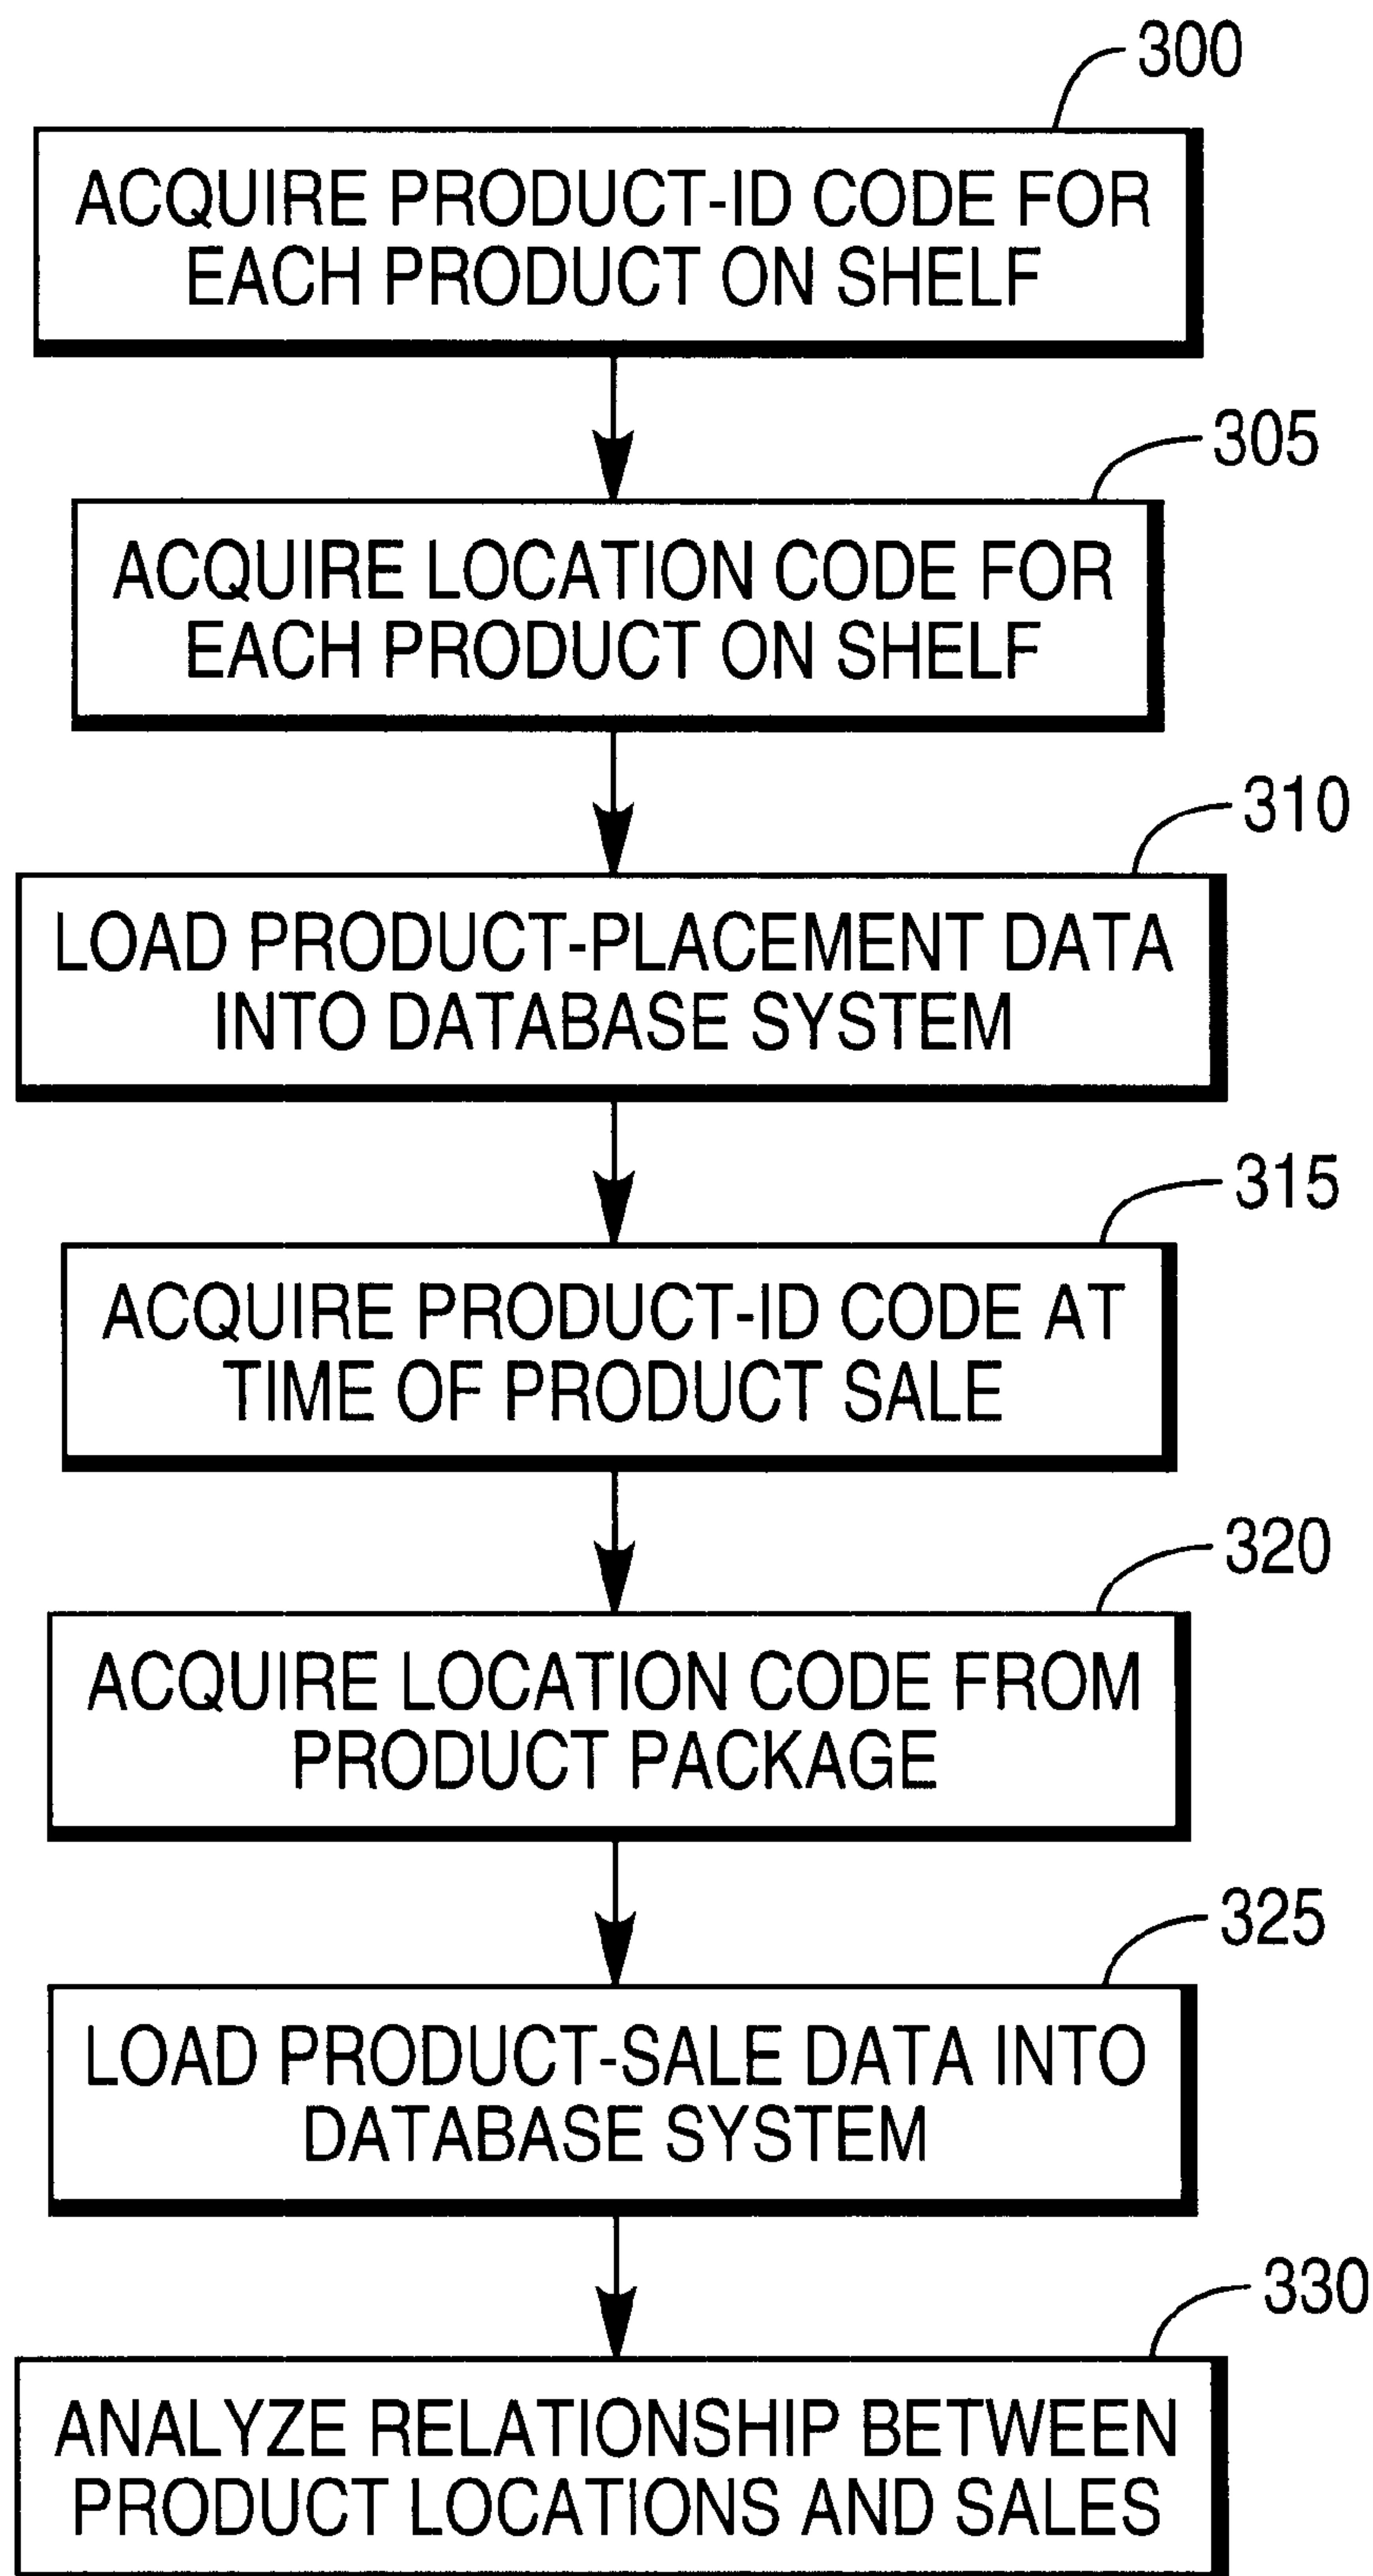 300
ACQUIRE PRODUCT-ID CODE FOR
EACH PRODUCT ON SHELF
305
ACQUIRE LOCATION CODE FOR
EACH PRODUCT ON SHELF
310
LOAD PRODUCT-PLACEMENT DATA
INTO DATABASE SYSTEM
315
ACQUIRE PRODUCT-ID CODE AT
TIME OF PRODUCT SALE
320
ACQUIRE LOCATION CODE FROM
PRODUCT PACKAGE
325
LOAD PRODUCT-SALE DATA INTO
DATABASE SYSTEM
330
ANALYZE RELATIONSHIP BETWEEN
PRODUCT LOCATIONS AND SALES